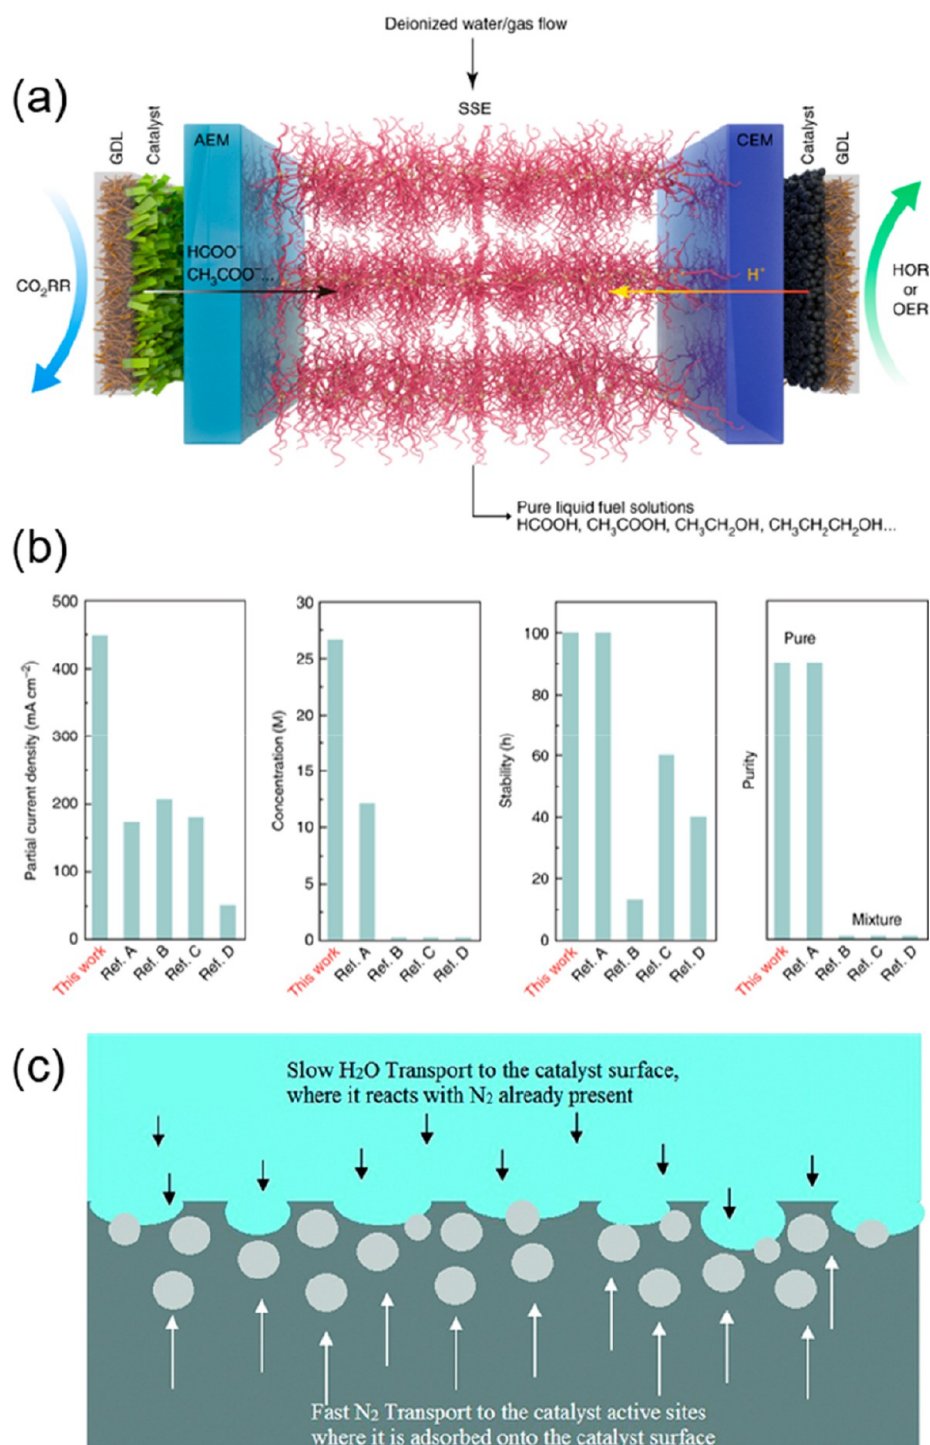 Deionized water/gas flow
(a)
SSE
GDL
Catalyst
AEM
CEM
Catalyst
GDL
HCOO⁻
CH₃COO⁻...
H⁺
CO₂RR
HOR
or
OER
Pure liquid fuel solutions
HCOOH, CH₃COOH, CH₃CH₂OH, CH₃CH₂CH₂OH...
(b)
Partial current density (mA cm⁻²)
500
400
300
200
100
0
This work
Ref. A
Ref. B
Ref. C
Ref. D
Concentration (M)
30
25
20
15
10
5
0
This work
Ref. A
Ref. B
Ref. C
Ref. D
Stability (h)
100
80
60
40
20
0
This work
Ref. A
Ref. B
Ref. C
Ref. D
Purity
Pure
Mixture
This work
Ref. A
Ref. B
Ref. C
Ref. D
(c)
Slow H₂O Transport to the catalyst surface,
where it reacts with N₂ already present
Fast N₂ Transport to the catalyst active sites
where it is adsorbed onto the catalyst surface